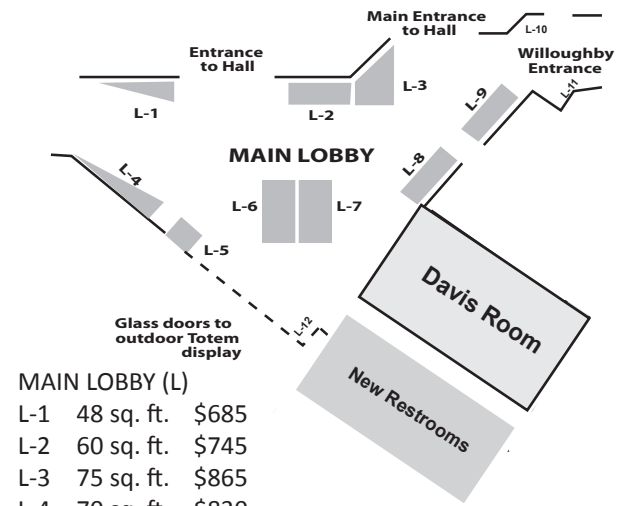 Main Entrance
to Hall
L-10
Entrance
to Hall
Willoughby
Entrance
L-11
L-3
L-9
L-1
L-2
MAIN LOBBY
L-8
L-4
L-6
L-7
L-5
Davis Room
Glass doors to
outdoor Totem
display
L-12
New Restrooms
MAIN LOBBY (L)
L-1 48 sq. ft. $685
L-2 60 sq. ft. $745
L-3 75 sq. ft. $865